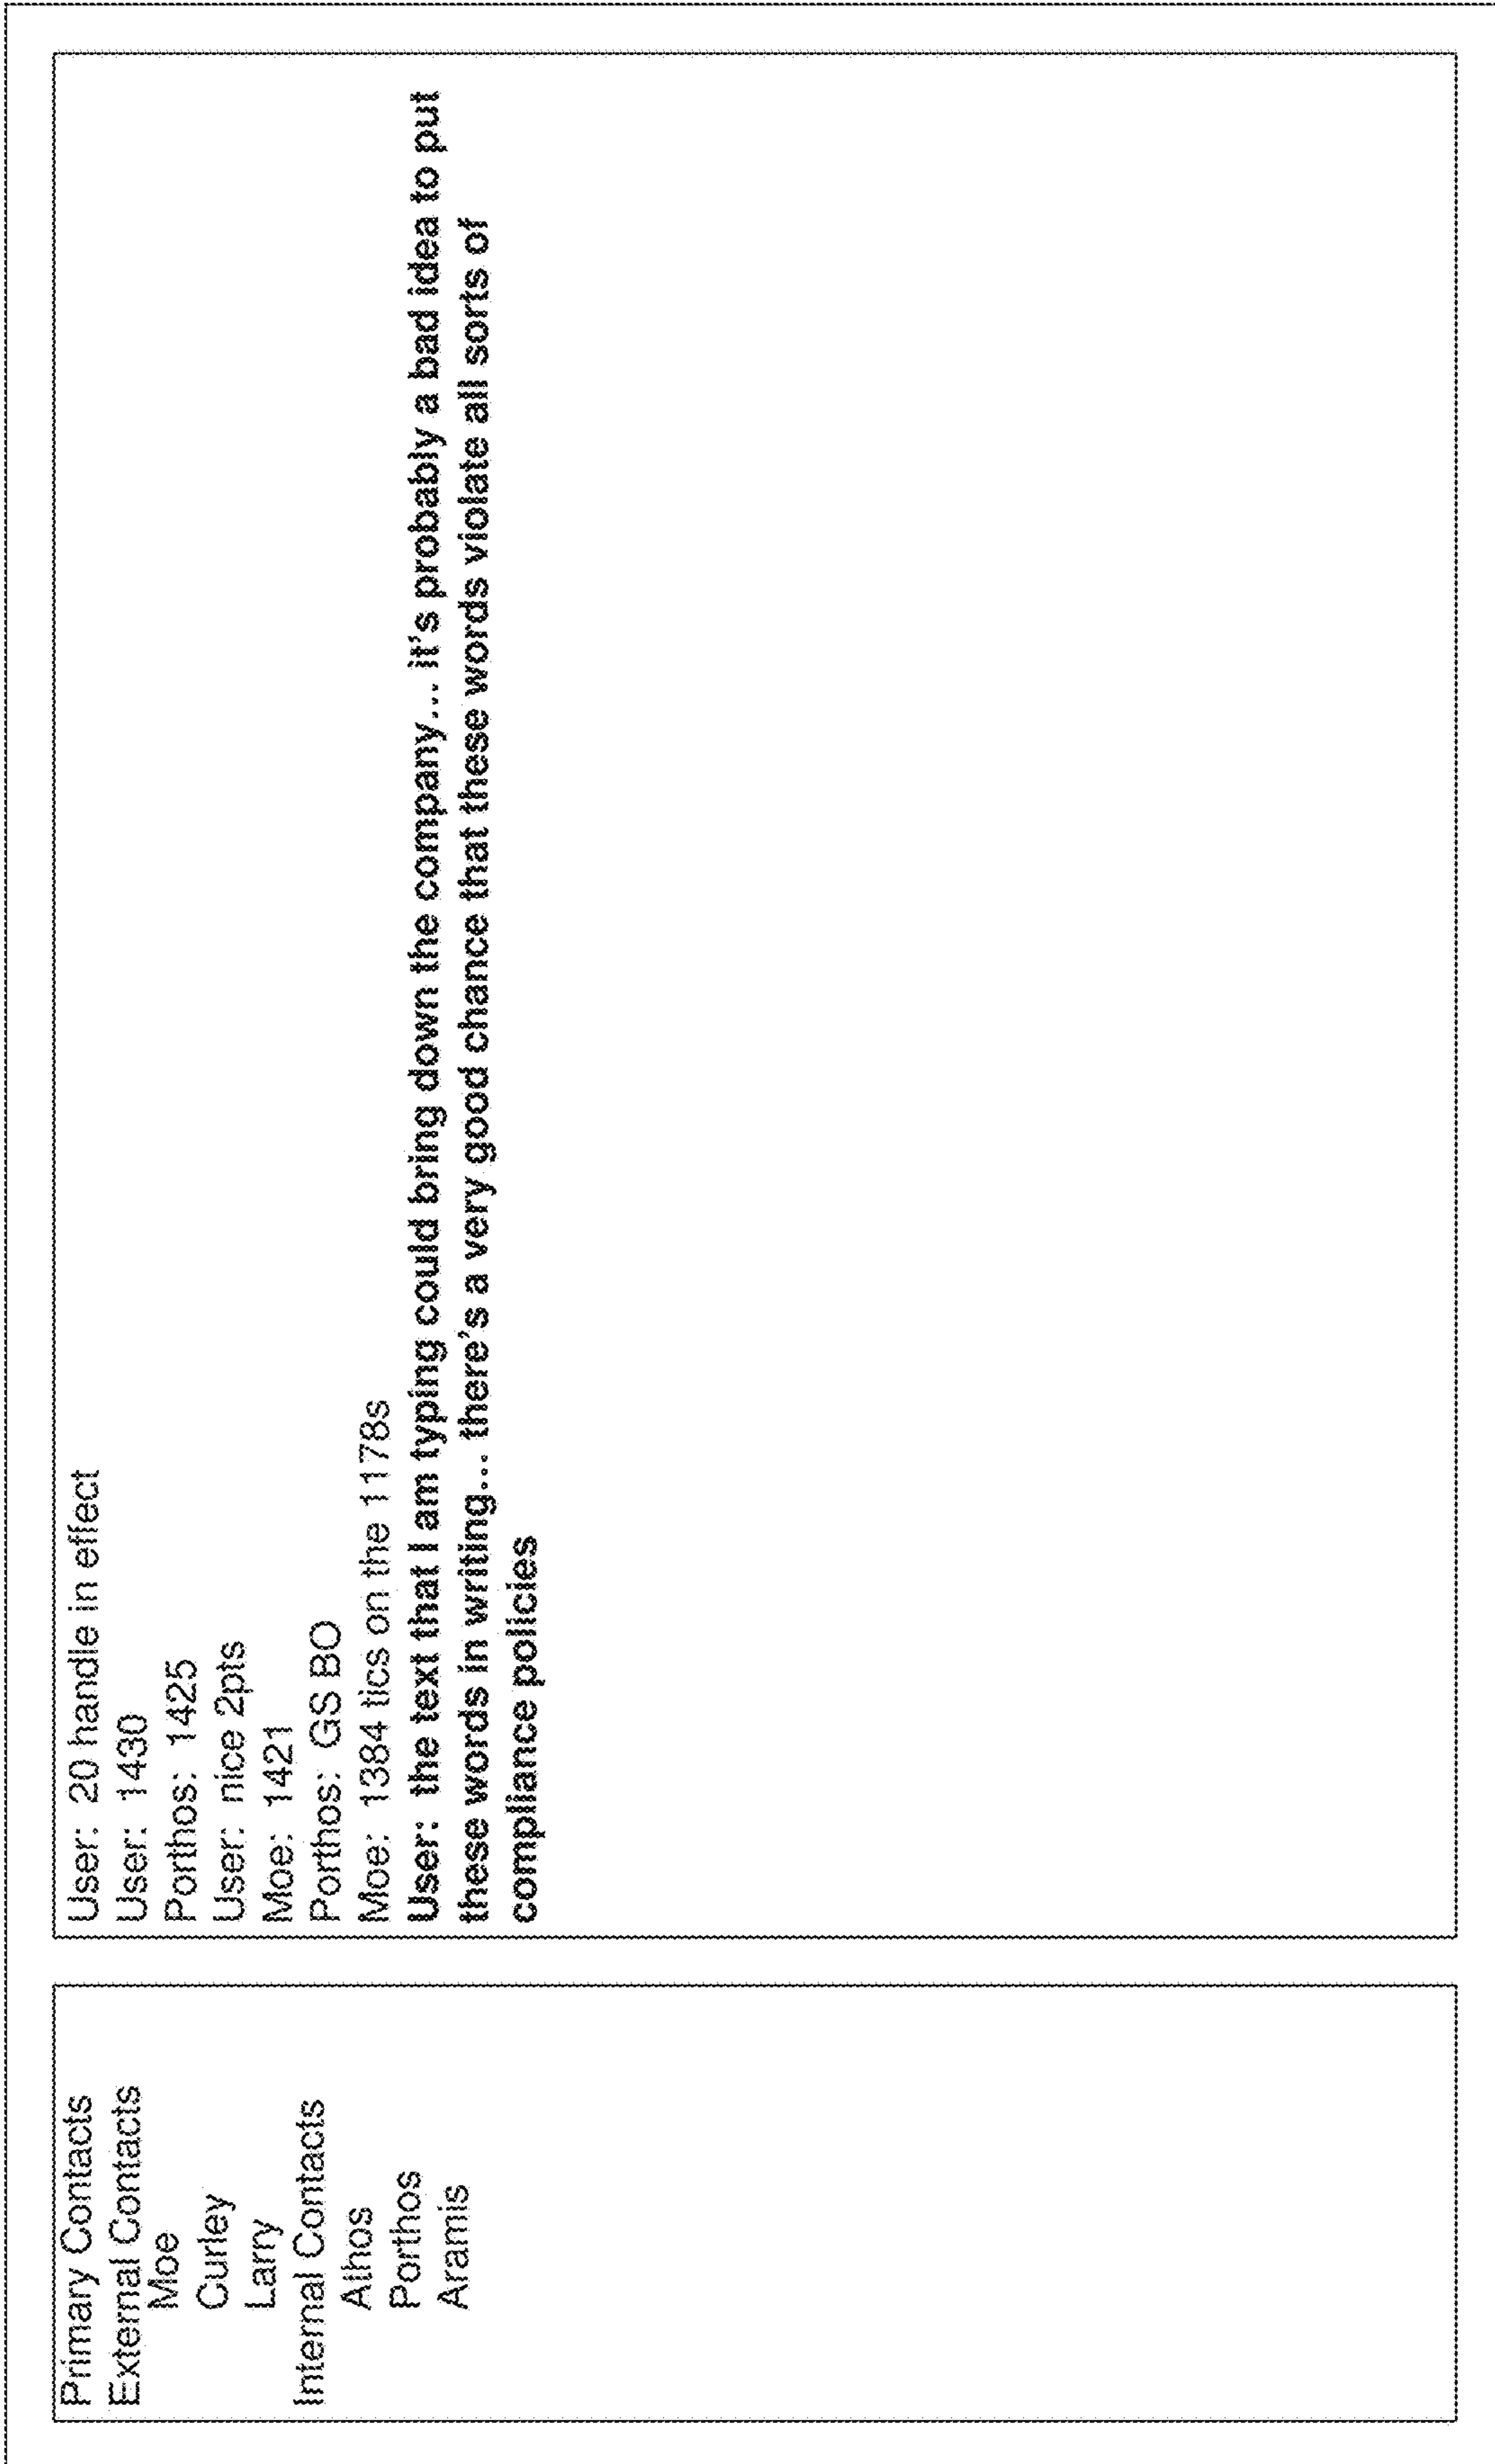 Primary Contacts
External Contacts
Moe
Curley
Larry
Internal Contacts
Athos
Porthos
Aramis
User: 20 handle in effect
User: 1430
Porthos: 1425
User: nice 2pts
Moe: 1421
Porthos: GS BO
Moe: 1384 tics on the 1178s
User: the text that I am typing could bring down the company... it's probably a bad idea to put
these words in writing... there's a very good chance that these words violate all sorts of
compliance policies